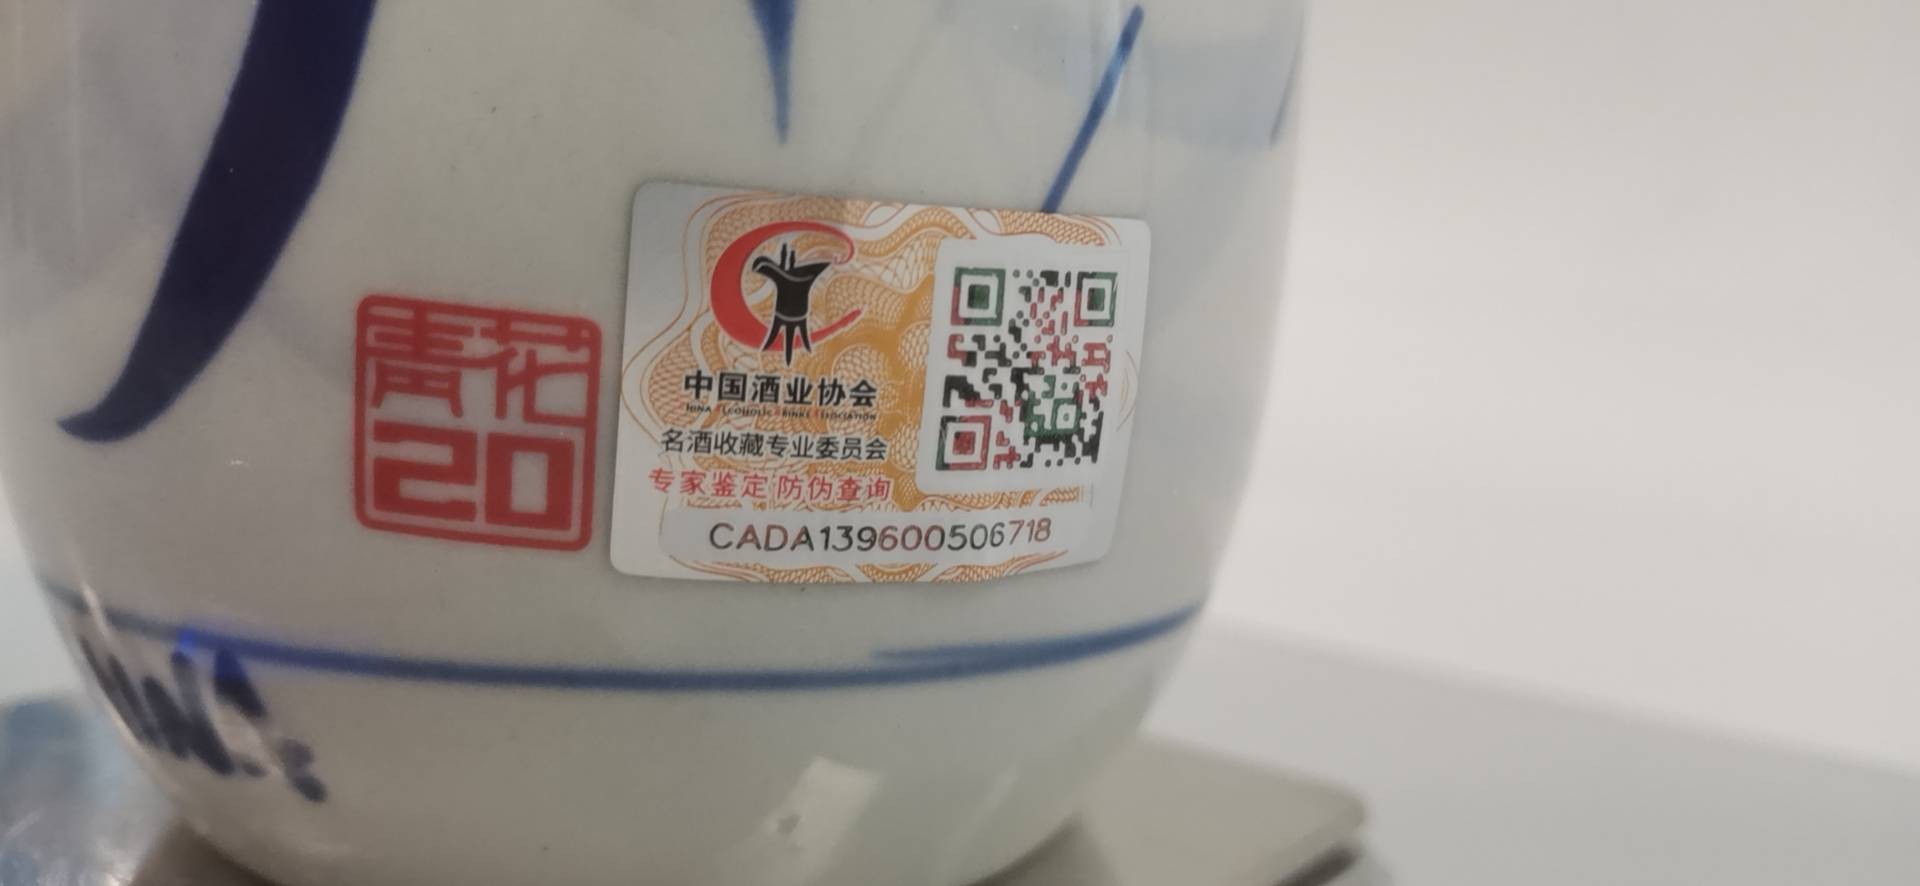 青花
20
中国酒业协会
名酒收藏专业委员会
专家鉴定 防伪查询
CADA139600506718